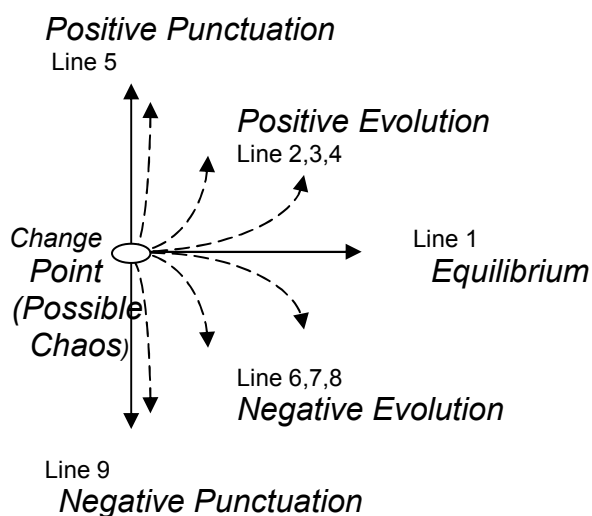 Positive Punctuation
Line 5
Positive Evolution
Line 2,3,4
Change
Point
(Possible
Chaos)
Line 1
Equilibrium
Line 6,7,8
Negative Evolution
Line 9
Negative Punctuation